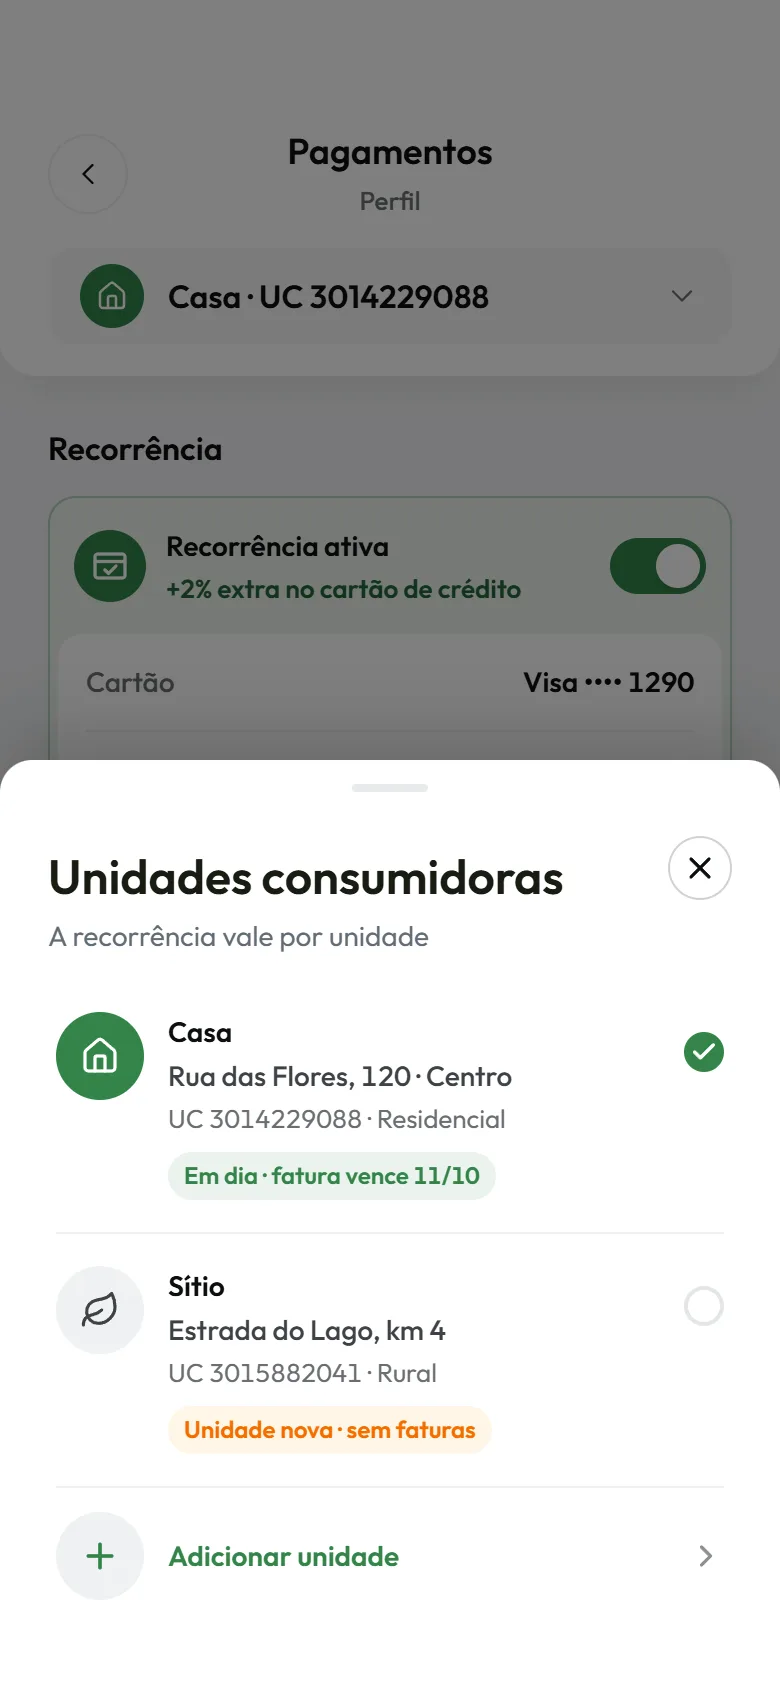 Pagamentos
Perfil
Casa · UC 3014229088
Recorrência
Recorrência ativa
+2% extra no cartão de crédito
Cartão
Visa •••• 1290
Unidades consumidoras
A recorrência vale por unidade
Casa
Rua das Flores, 120 · Centro
UC 3014229088 · Residencial
Em dia · fatura vence 11/10
Sítio
Estrada do Lago, km 4
UC 3015882041 · Rural
Unidade nova · sem faturas
Adicionar unidade